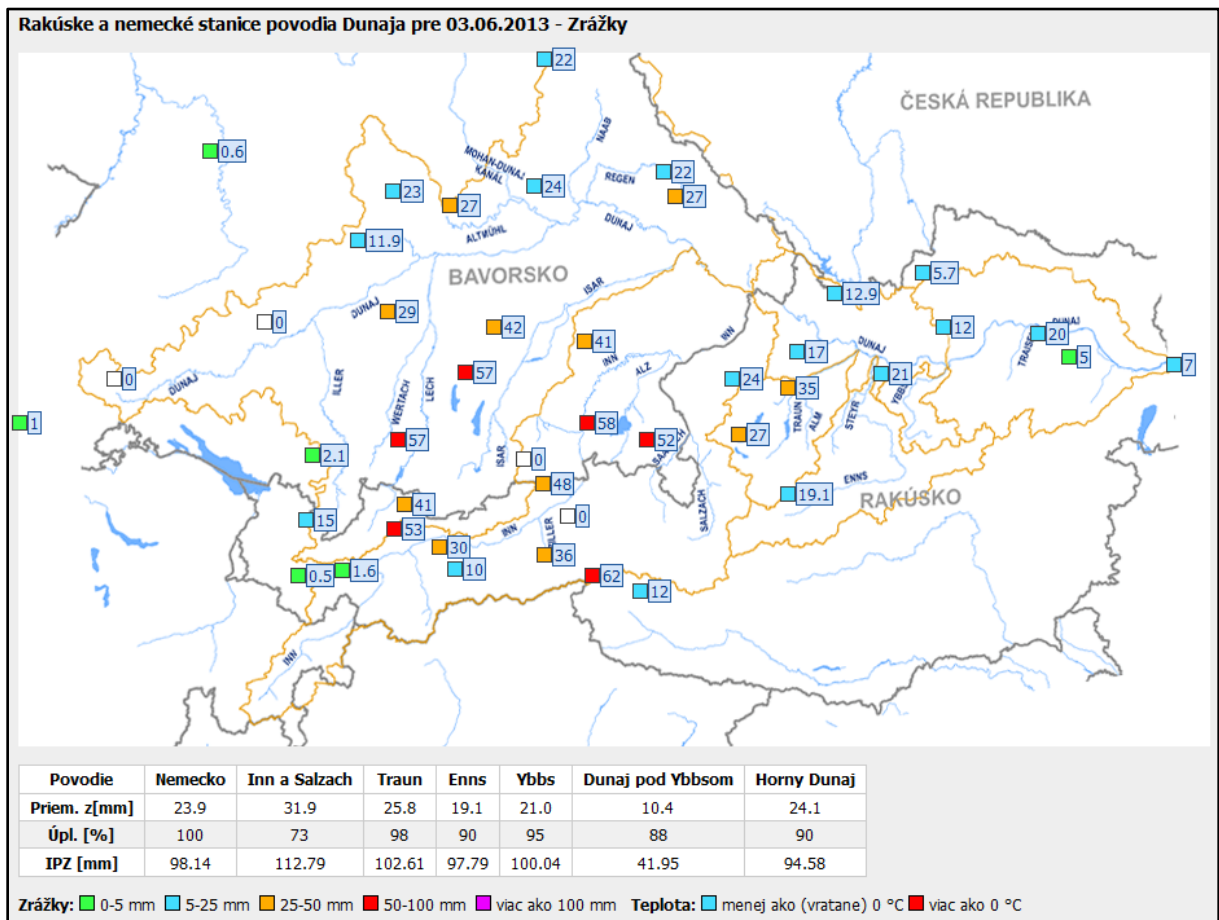 Rakúske a nemecké stanice povodia Dunaja pre 03.06.2013 - Zrážky
22
ČESKÁ REPUBLIKA
0.6
NAAB
MOHAN-DUNAJ
KANÁL
REGEN
22
23
24
27
27
DUNAJ
ALTMÜHL
11.9
BAVORSKO
5.7
ISAR
12.9
DUNAJ
29
0
42
12
20
DUNAJ
TRAISEN
41
INN
DUNAJ
17
5
7
INN
ALZ
57
0
DUNAJ
ILLER
WERTACH
LECH
24
35
21
YBBS
STEYR
TRAUN
ALM
1
58
57
52
27
2.1
ISAR
0
48
ENNS
19.1
RAKÚSKO
SALZACH
41
15
53
0
INN
30
36
10
0.5
1.6
62
12
INN
Povodie Nemecko Inn a Salzach Traun Enns Ybbs Dunaj pod Ybbsom Horny Dunaj
Priem. z[mm] 23.9 31.9 25.8 19.1 21.0 10.4 24.1
Úpl. [%] 100 73 98 90 95 88 90
IPZ [mm] 98.14 112.79 102.61 97.79 100.04 41.95 94.58
Zrážky: 0-5 mm 5-25 mm 25-50 mm 50-100 mm viac ako 100 mm Teplota: menej ako (vratane) 0 °C viac ako 0 °C